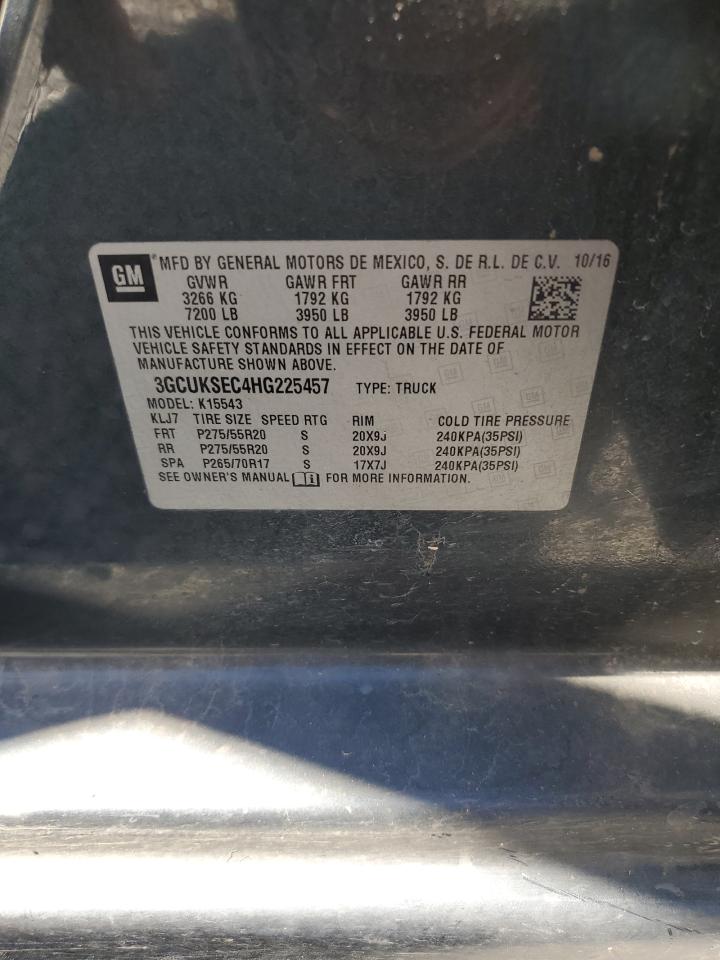 GM ® MFD BY GENERAL MOTORS DE MEXICO, S. DE R.L. DE C.V. 10/16
GVWR GAWR FRT GAWR RR
3266 KG 1792 KG 1792 KG
7200 LB 3950 LB 3950 LB
THIS VEHICLE CONFORMS TO ALL APPLICABLE U.S. FEDERAL MOTOR
VEHICLE SAFETY STANDARDS IN EFFECT ON THE DATE OF
MANUFACTURE SHOWN ABOVE.
3GCUKSEC4HG225457 TYPE: TRUCK
MODEL: K15543
KLJ7 TIRE SIZE SPEED RTG RIM COLD TIRE PRESSURE
FRT P275/55R20 S 20X9J 240KPA(35PSI)
RR P275/55R20 S 20X9J 240KPA(35PSI)
SPA P265/70R17 S 17X7J 240KPA(35PSI)
SEE OWNER'S MANUAL FOR MORE INFORMATION.